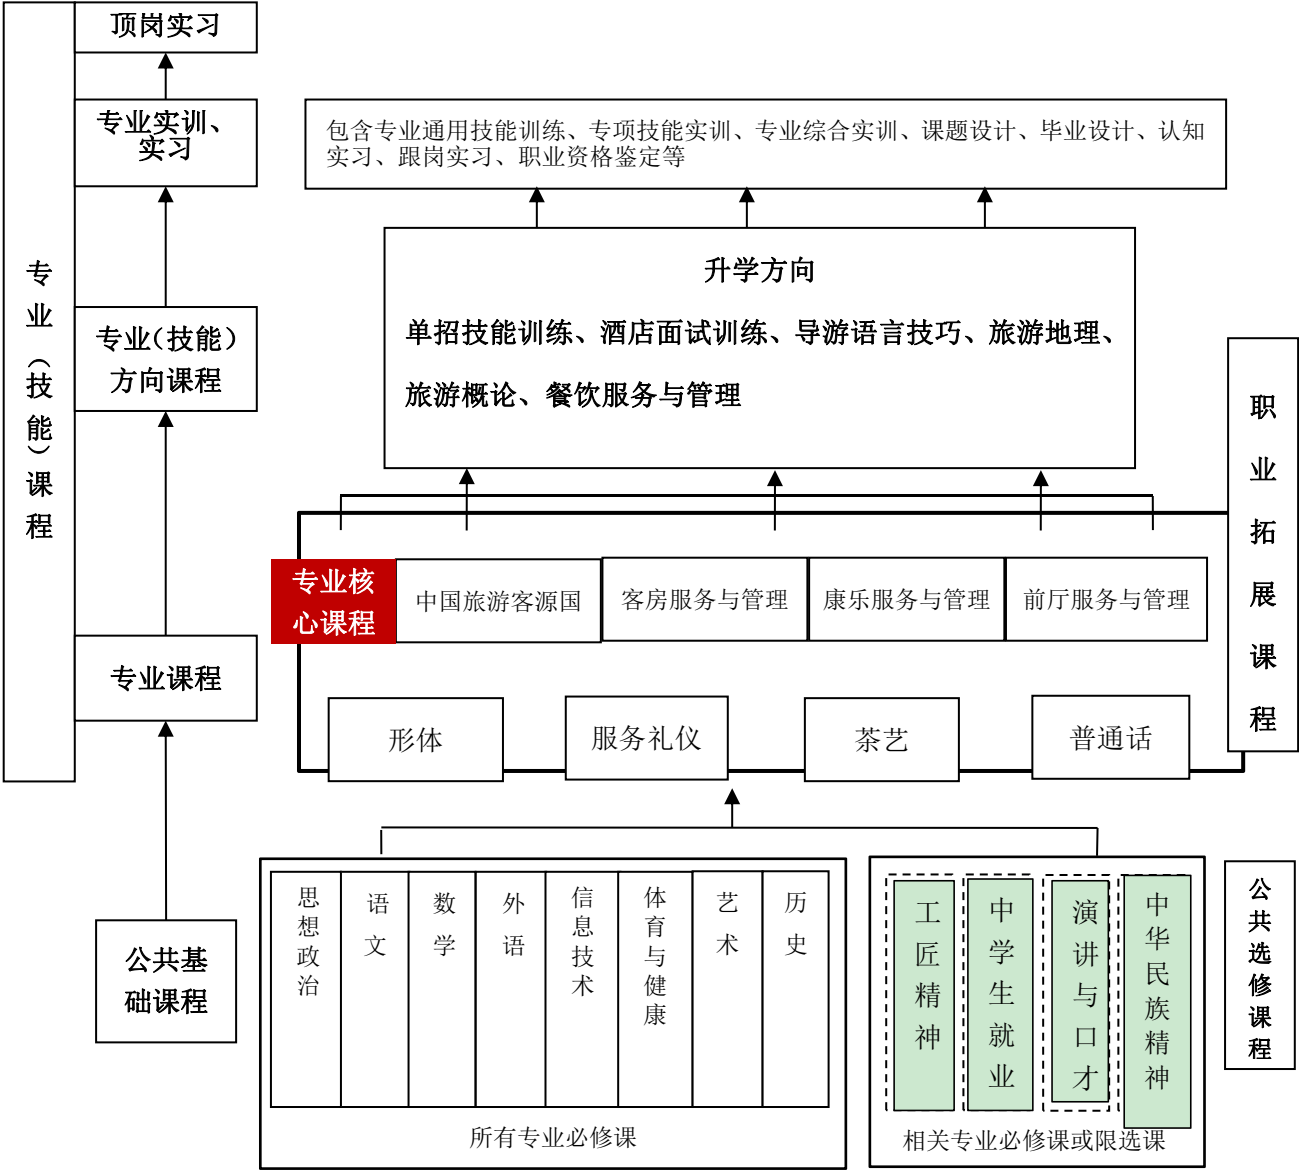 顶岗实习
专业实训、
实习
包含专业通用技能训练、专项技能实训、专业综合实训、课题设计、毕业设计、认知
实习、跟岗实习、职业资格鉴定等
专业（技能）课程
专业（技能）
方向课程
升学方向
单招技能训练、酒店面试训练、导游语言技巧、旅游地理、
旅游概论、餐饮服务与管理
职业拓展课程
专业核
心课程
中国旅游客源国
客房服务与管理
康乐服务与管理
前厅服务与管理
专业课程
形体
服务礼仪
茶艺
普通话
公共基
础课程
思想政治
语文
数学
外语
信息技术
体育与健康
艺术
历史
所有专业必修课
工匠精神
中学生就业
演讲与口才
中华民族精神
相关专业必修课或限选课
公共选修课程